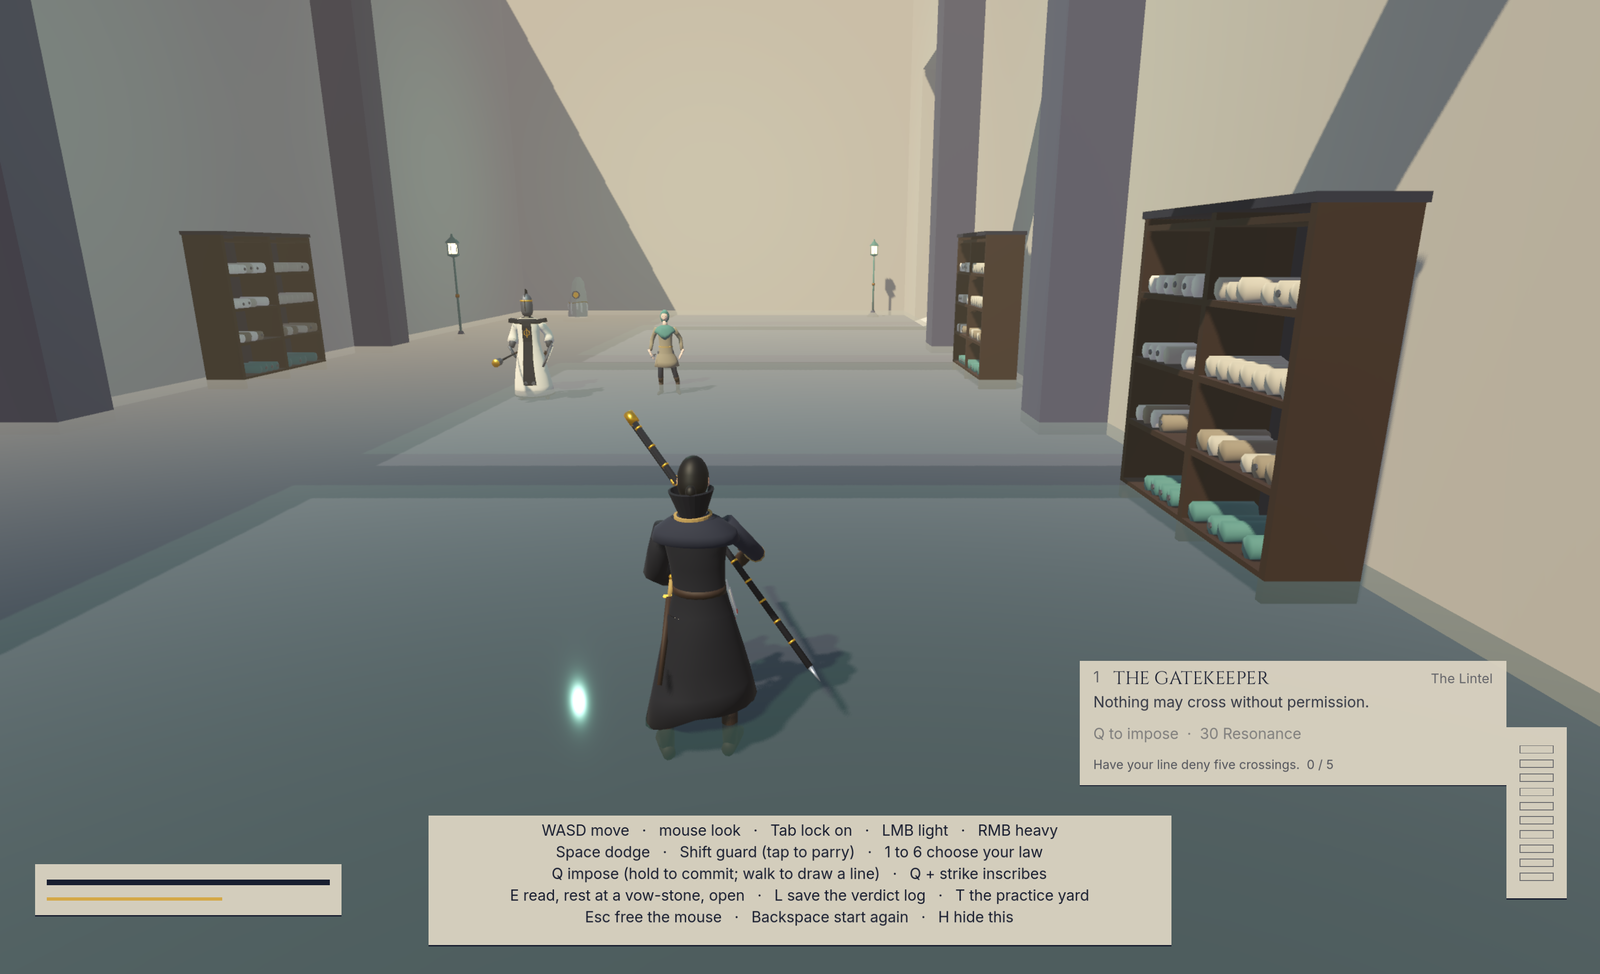 1 THE GATEKEEPER The Lintel
Nothing may cross without permission.
Q to impose · 30 Resonance
Have your line deny five crossings. 0 / 5
WASD move · mouse look · Tab lock on · LMB light · RMB heavy
Space dodge · Shift guard (tap to parry) · 1 to 6 choose your law
Q impose (hold to commit; walk to draw a line) · Q + strike inscribes
E read, rest at a vow-stone, open · L save the verdict log · T the practice yard
Esc free the mouse · Backspace start again · H hide this